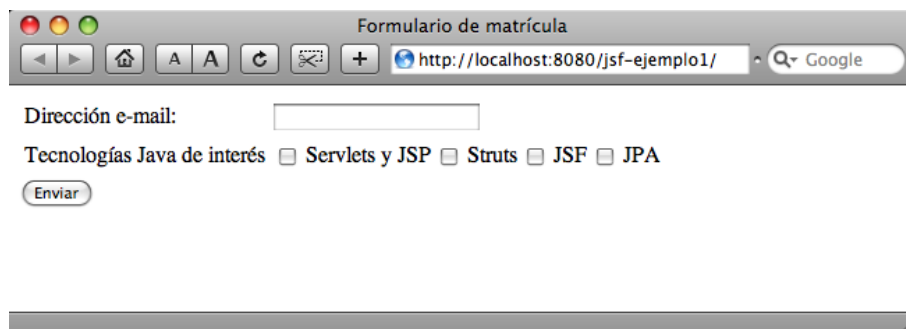 Formulario de matrícula
A A http://localhost:8080/jsf-ejemplo1/ Google
Dirección e-mail:
Tecnologías Java de interés Servlets y JSP Struts JSF JPA
Enviar